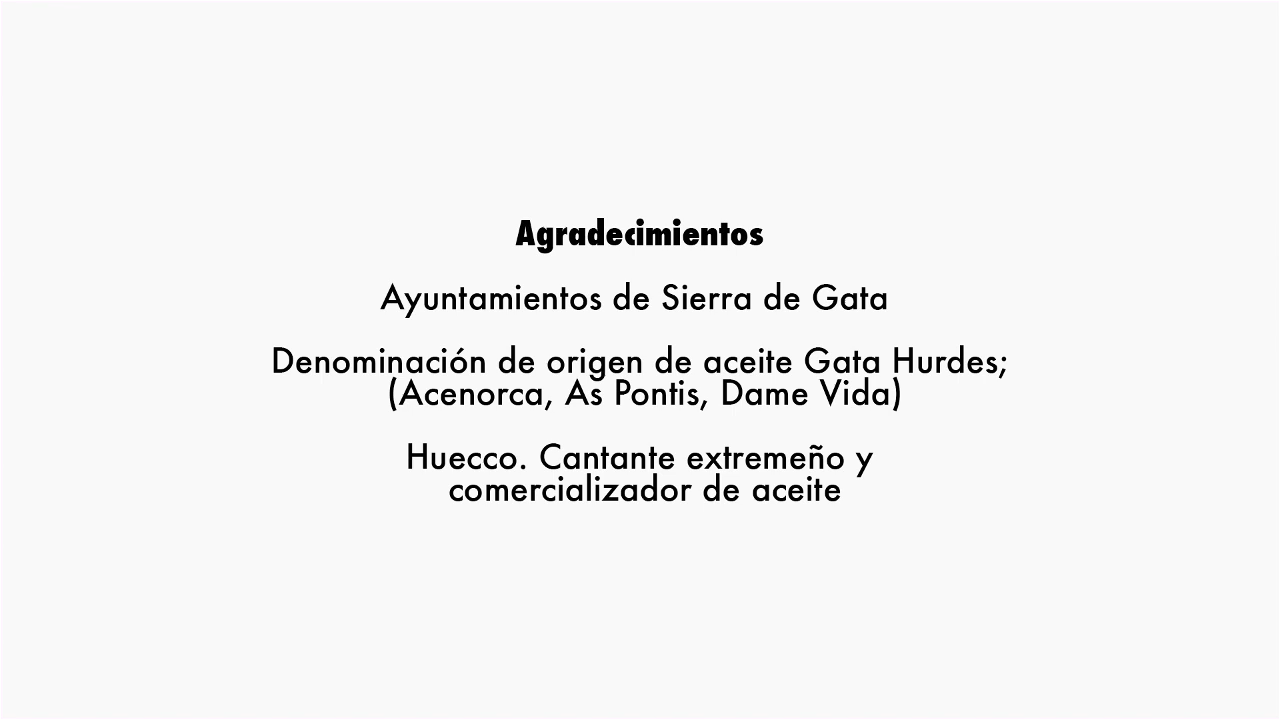 Agradecimientos
Ayuntamientos de Sierra de Gata
Denominación de origen de aceite Gata Hurdes;
(Acenorca, As Pontis, Dame Vida)
Huecco. Cantante extremeño y
comercializador de aceite